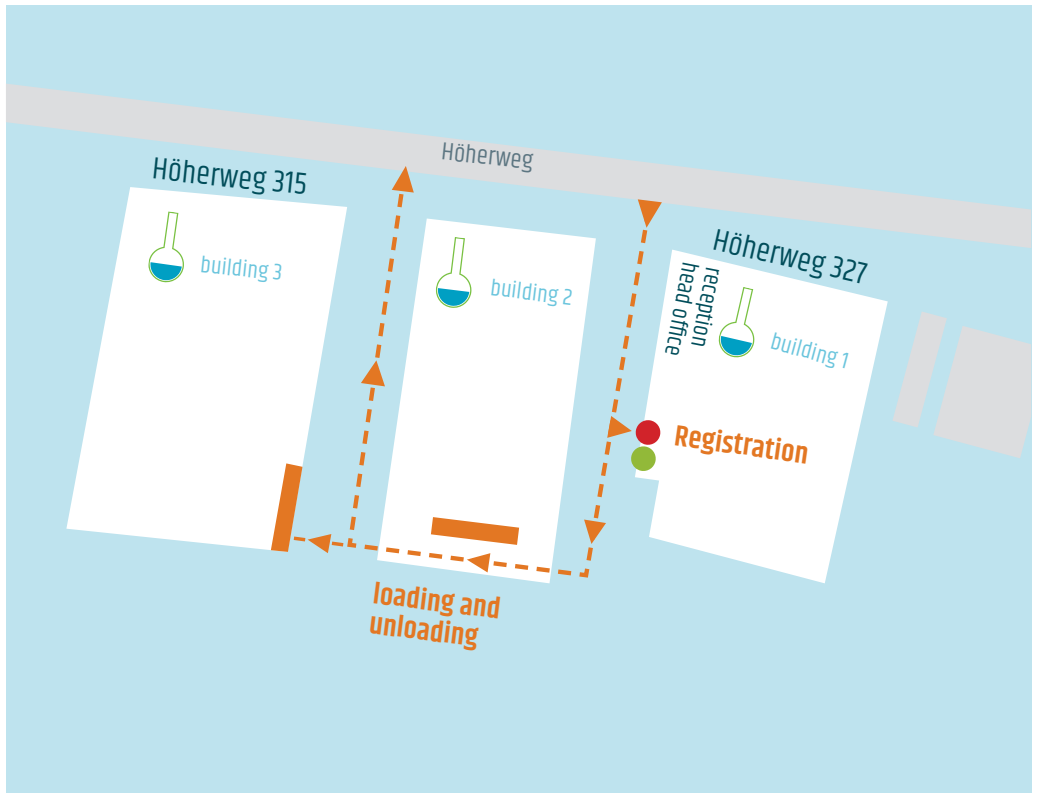 Höherweg
Höherweg 315
building 3
building 2
Höherweg 327
reception
head office
building 1
Registration
loading and
unloading